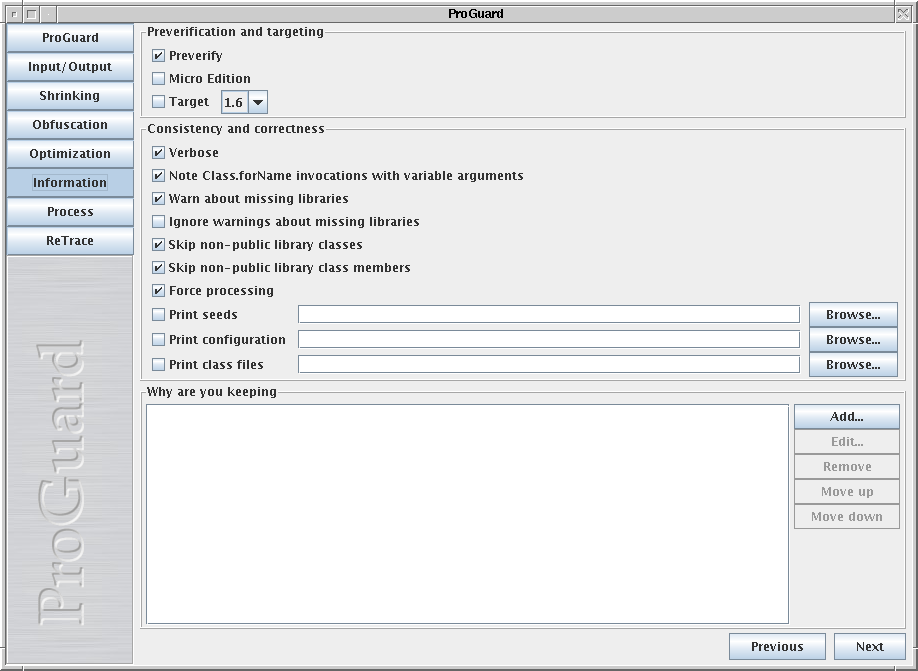 ProGuard
ProGuard
Input/Output
Shrinking
Obfuscation
Optimization
Information
Process
ReTrace
ProGuard
Preverification and targeting
Preverify
Micro Edition
Target 1.6
Consistency and correctness
Verbose
Note Class.forName invocations with variable arguments
Warn about missing libraries
Ignore warnings about missing libraries
Skip non-public library classes
Skip non-public library class members
Force processing
Print seeds Browse...
Print configuration Browse...
Print class files Browse...
Why are you keeping
Add...
Edit...
Remove
Move up
Move down
Previous Next